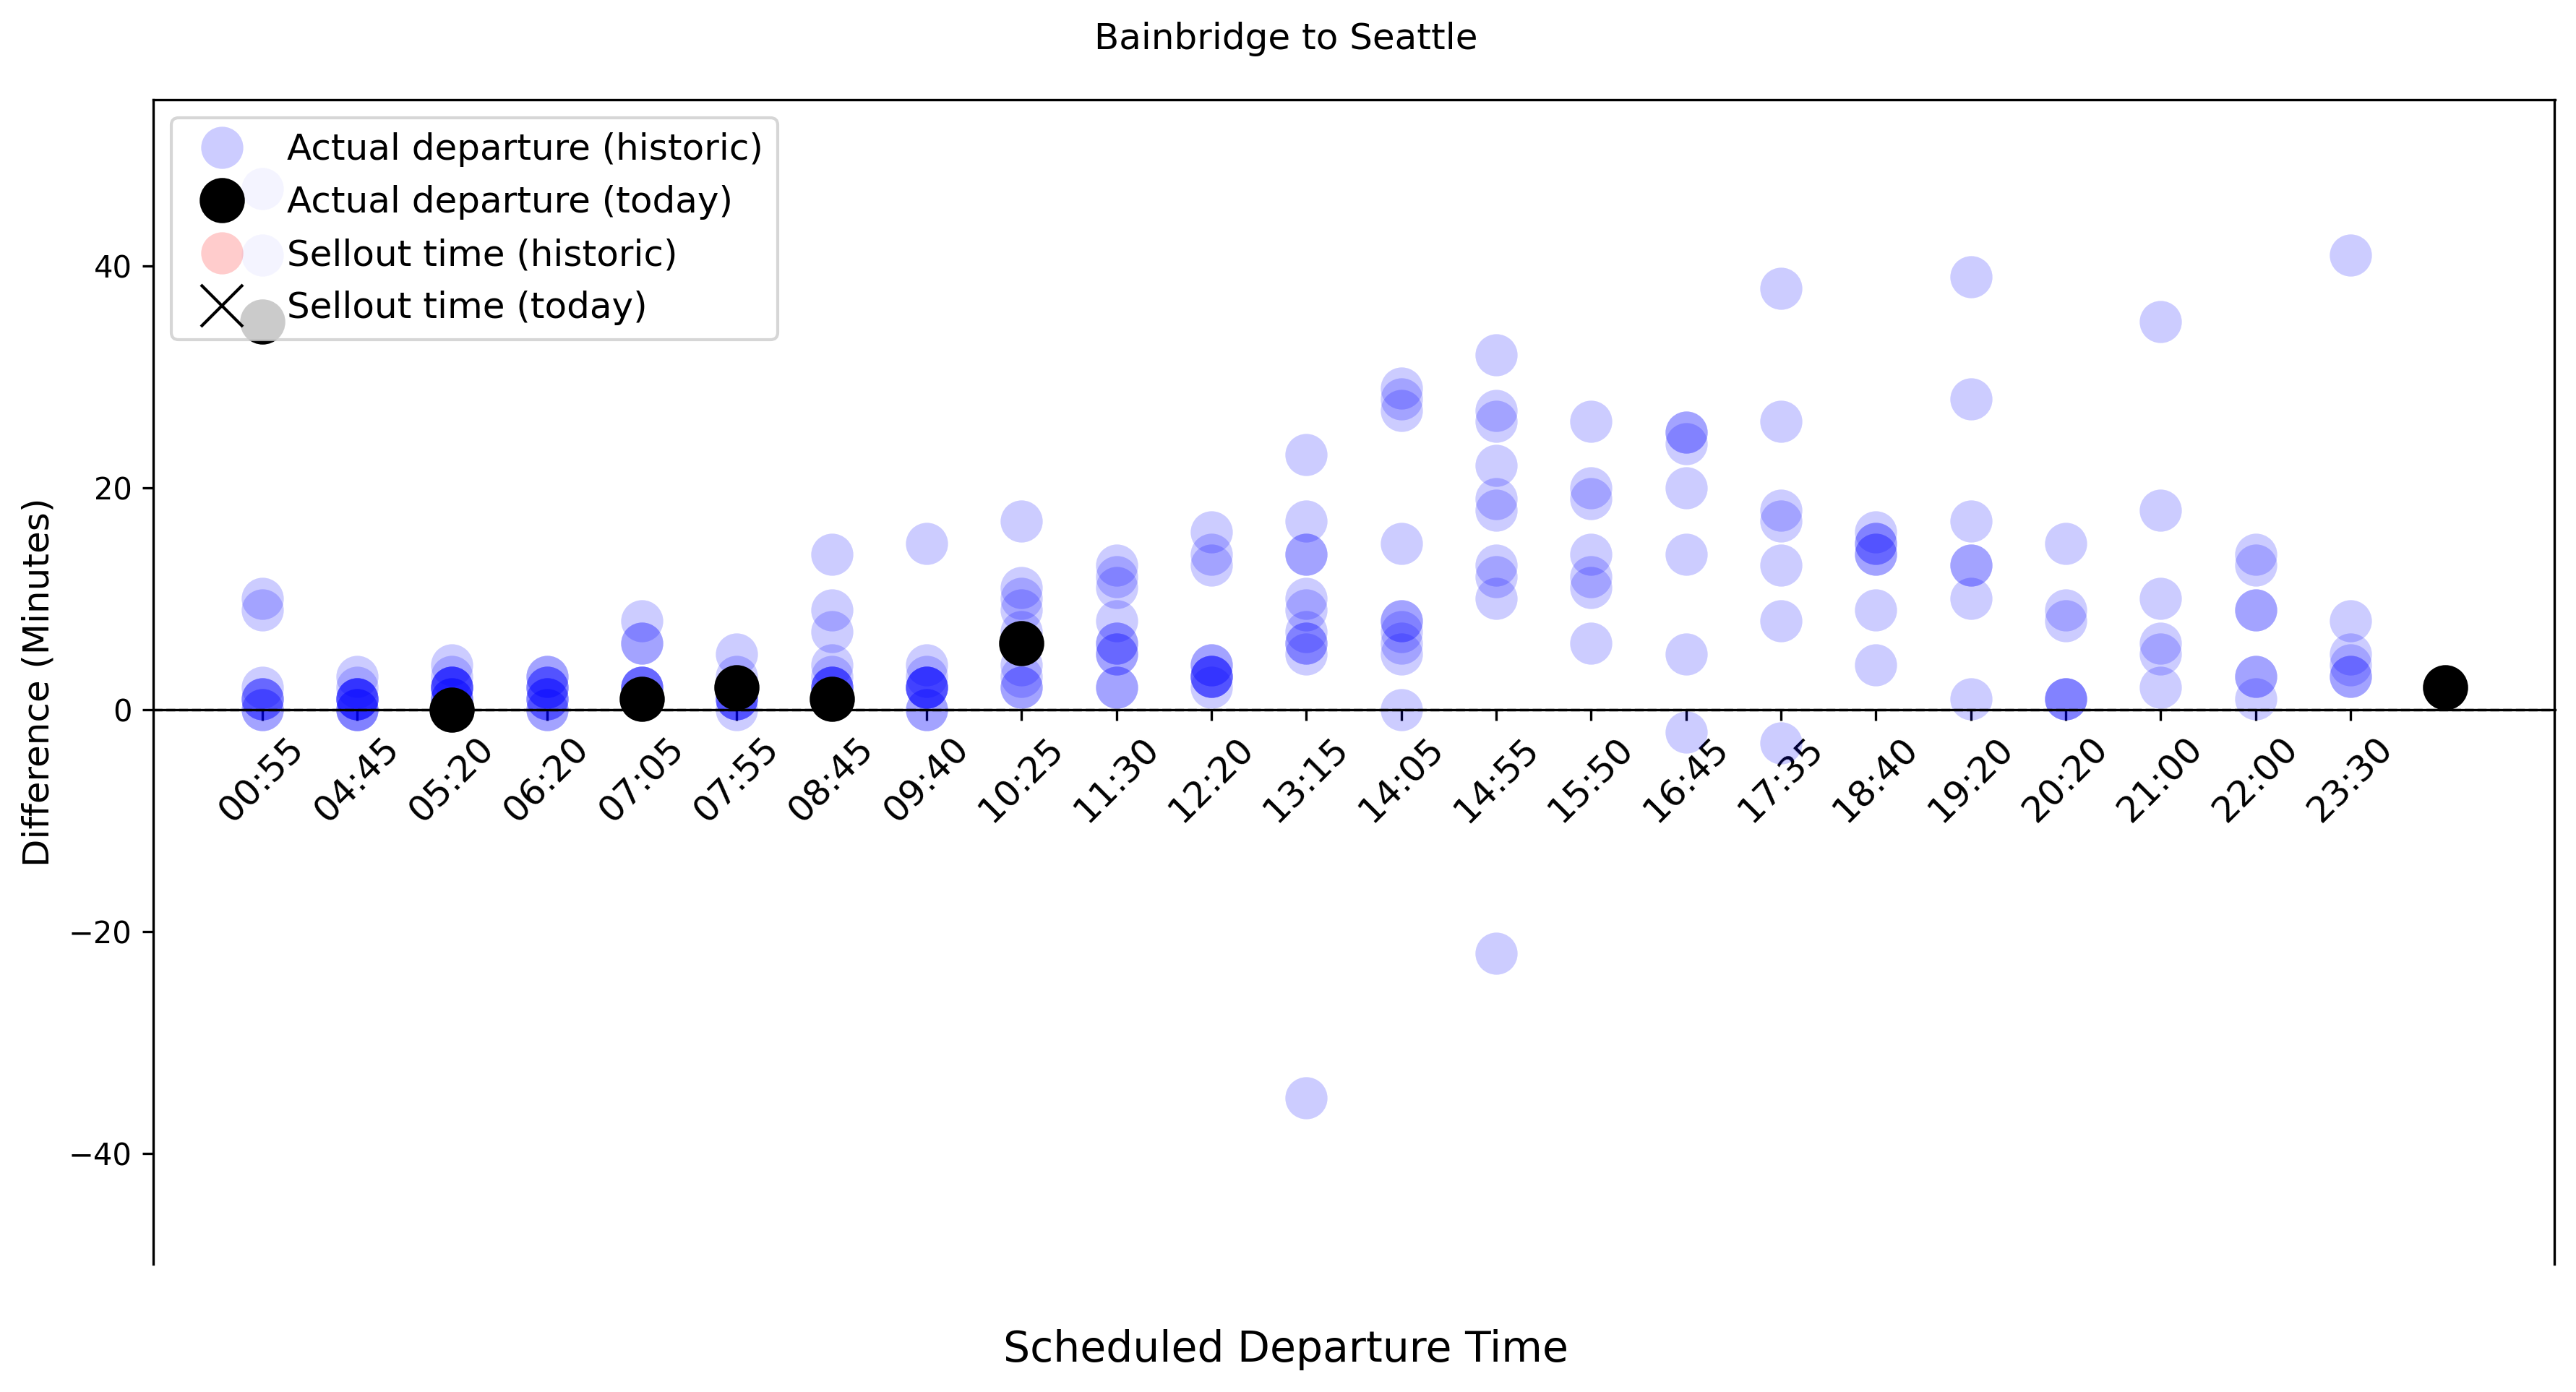 Bainbridge to Seattle
Actual departure (historic)
Actual departure (today)
Sellout time (historic)
Sellout time (today)
Difference (Minutes)
40
20
0
−20
−40
00:55 04:45 05:20 06:20 07:05 07:55 08:45 09:40 10:25 11:30 12:20 13:15 14:05 14:55 15:50 16:45 17:35 18:40 19:20 20:20 21:00 22:00 23:30
Scheduled Departure Time